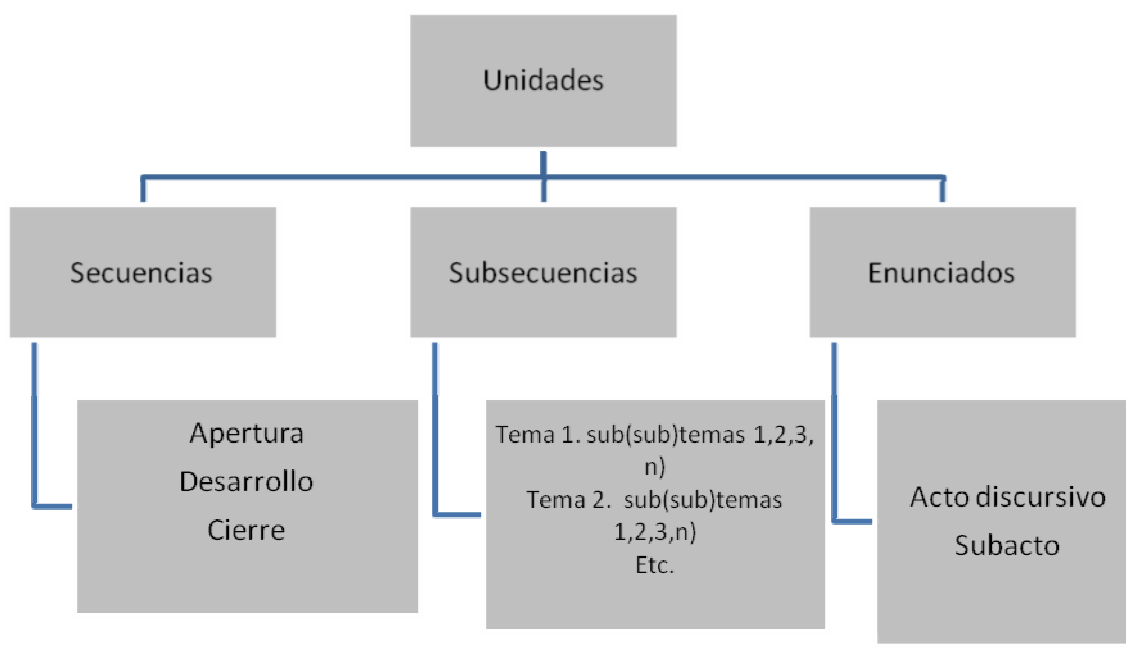 Unidades
Secuencias
Subsecuencias
Enunciados
Apertura
Desarrollo
Cierre
Tema 1. sub(sub)temas 1,2,3,
n)
Tema 2.  sub(sub)temas
1,2,3,n)
Etc.
Acto discursivo
Subacto